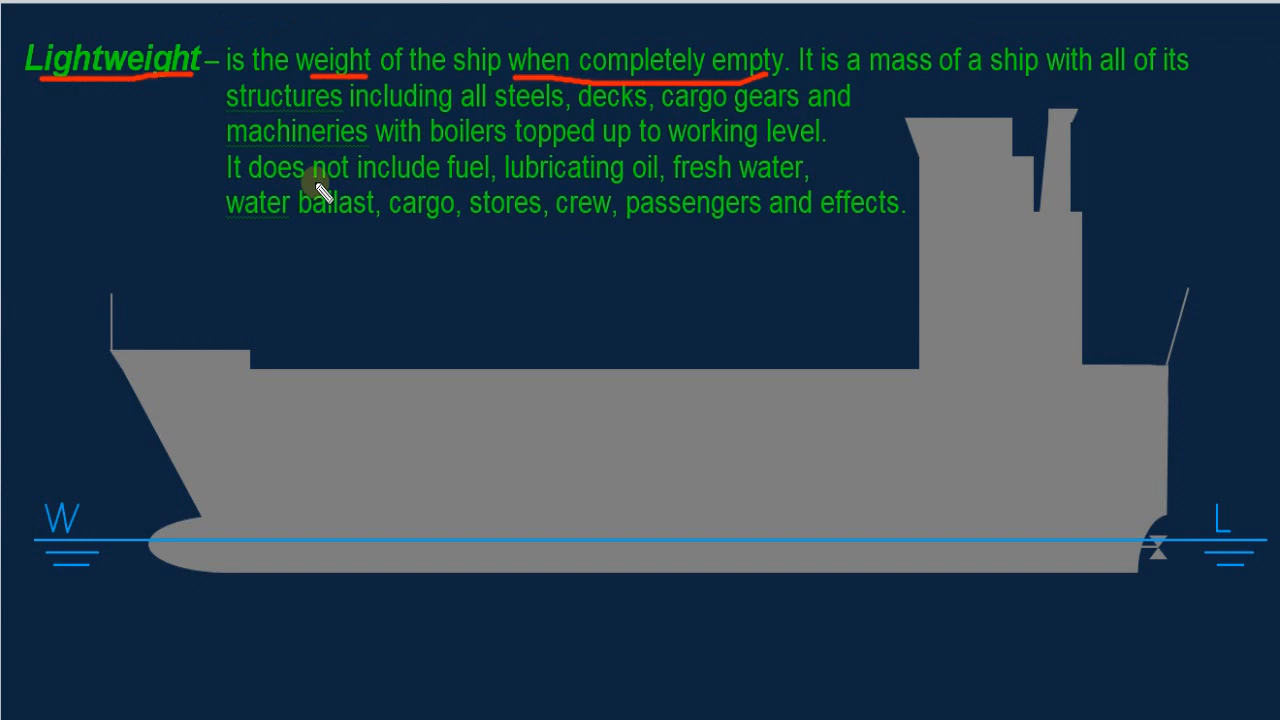 Lightweight – is the weight of the ship when completely empty. It is a mass of a ship with all of its
structures including all steels, decks, cargo gears and
machineries with boilers topped up to working level.
It does not include fuel, lubricating oil, fresh water,
water ballast, cargo, stores, crew, passengers and effects.
W L